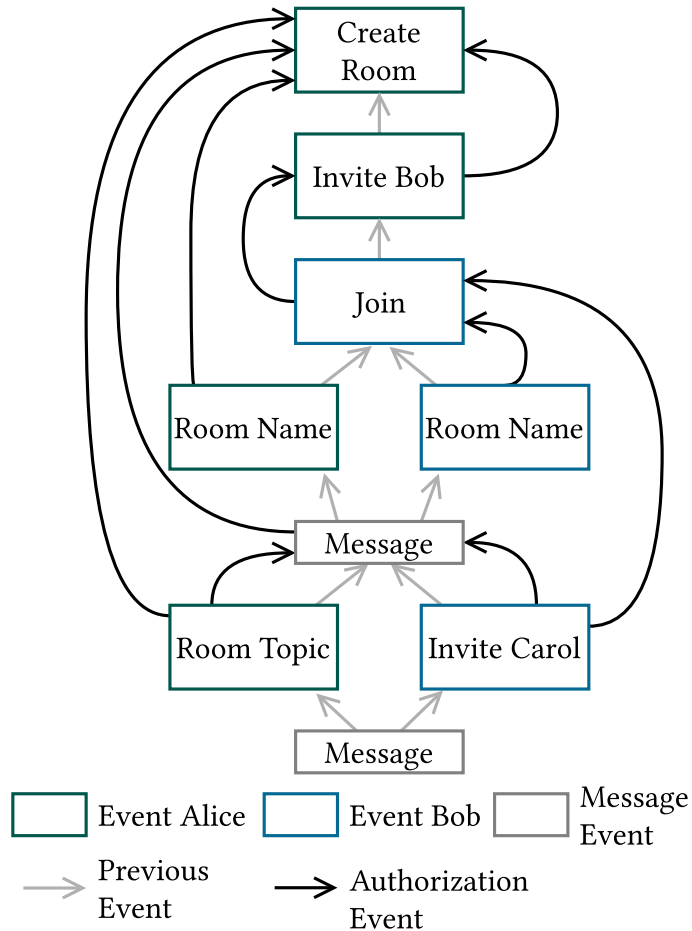 Create
Room
Invite Bob
Join
Room Name
Room Name
Message
Room Topic
Invite Carol
Message
Event Alice
Event Bob
Message
Event
Previous
Event
Authorization
Event